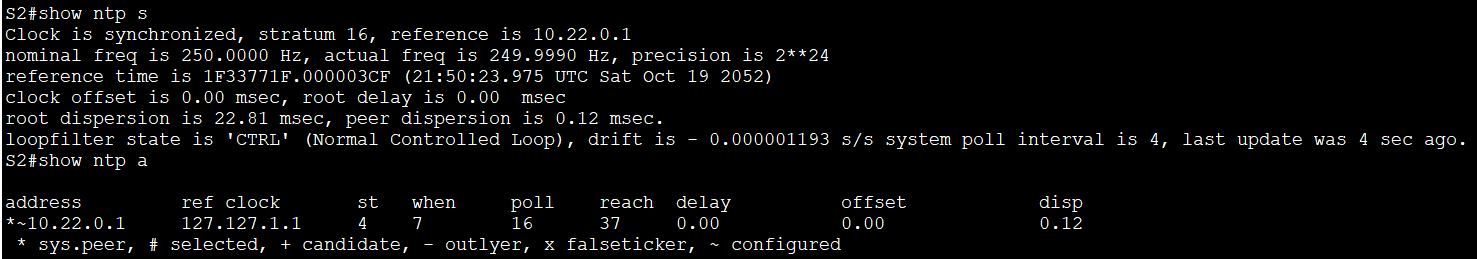 S2#show ntp s
Clock is synchronized, stratum 16, reference is 10.22.0.1
nominal freq is 250.0000 Hz, actual freq is 249.9990 Hz, precision is 2**24
reference time is 1F33771F.000003CF (21:50:23.975 UTC Sat Oct 19 2052)
clock offset is 0.00 msec, root delay is 0.00  msec
root dispersion is 22.81 msec, peer dispersion is 0.12 msec.
loopfilter state is 'CTRL' (Normal Controlled Loop), drift is - 0.000001193 s/s system poll interval is 4, last update was 4 sec ago.
S2#show ntp a
address         ref clock       st   when     poll    reach  delay          offset            disp
*~10.22.0.1     127.127.1.1     4    7        16      37     0.00           0.00              0.12
 * sys.peer, # selected, + candidate, - outlyer, x falseticker, ~ configured